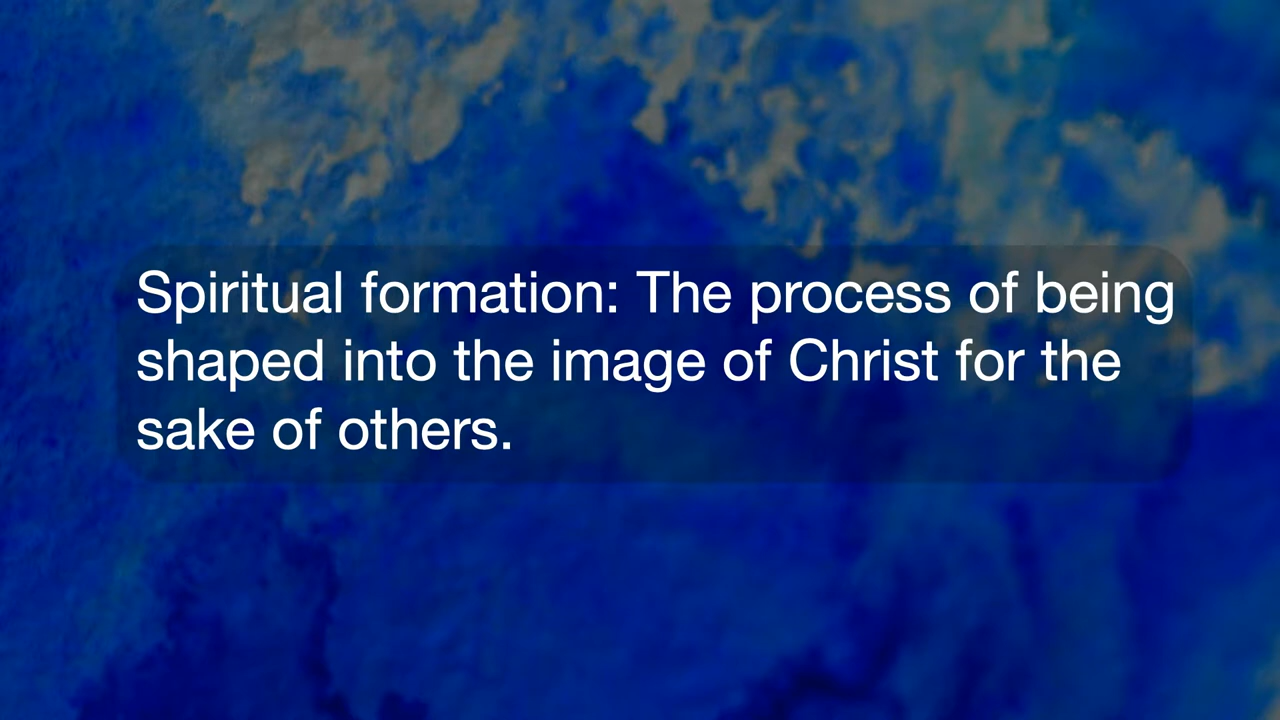 Spiritual formation: The process of being
shaped into the image of Christ for the
sake of others.